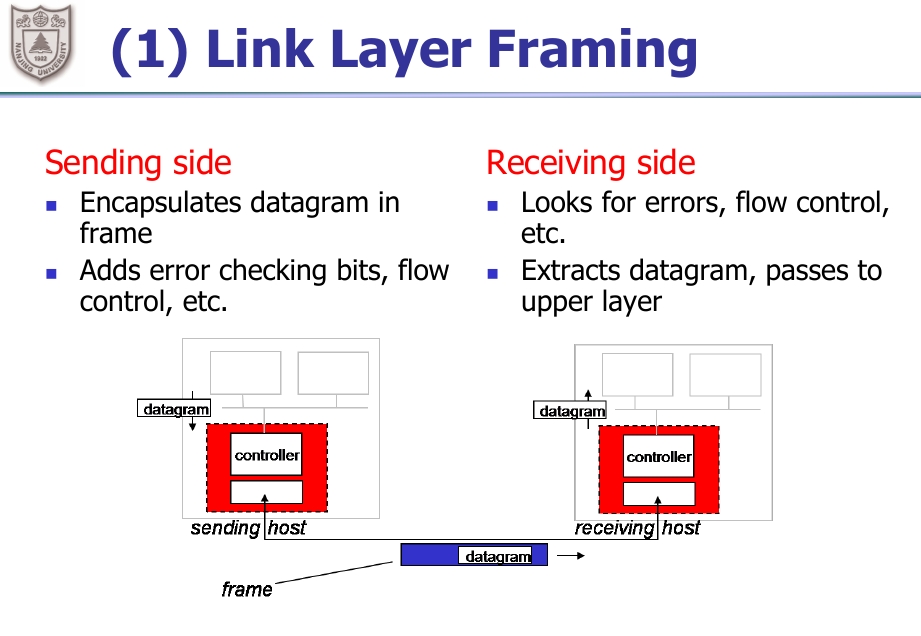 (1) Link Layer Framing
NANJING UNIVERSITY
1902
Sending side
Encapsulates datagram in
frame
Adds error checking bits, flow
control, etc.
Receiving side
Looks for errors, flow control,
etc.
Extracts datagram, passes to
upper layer
datagram
controller
sending host
datagram
controller
receiving host
datagram
frame